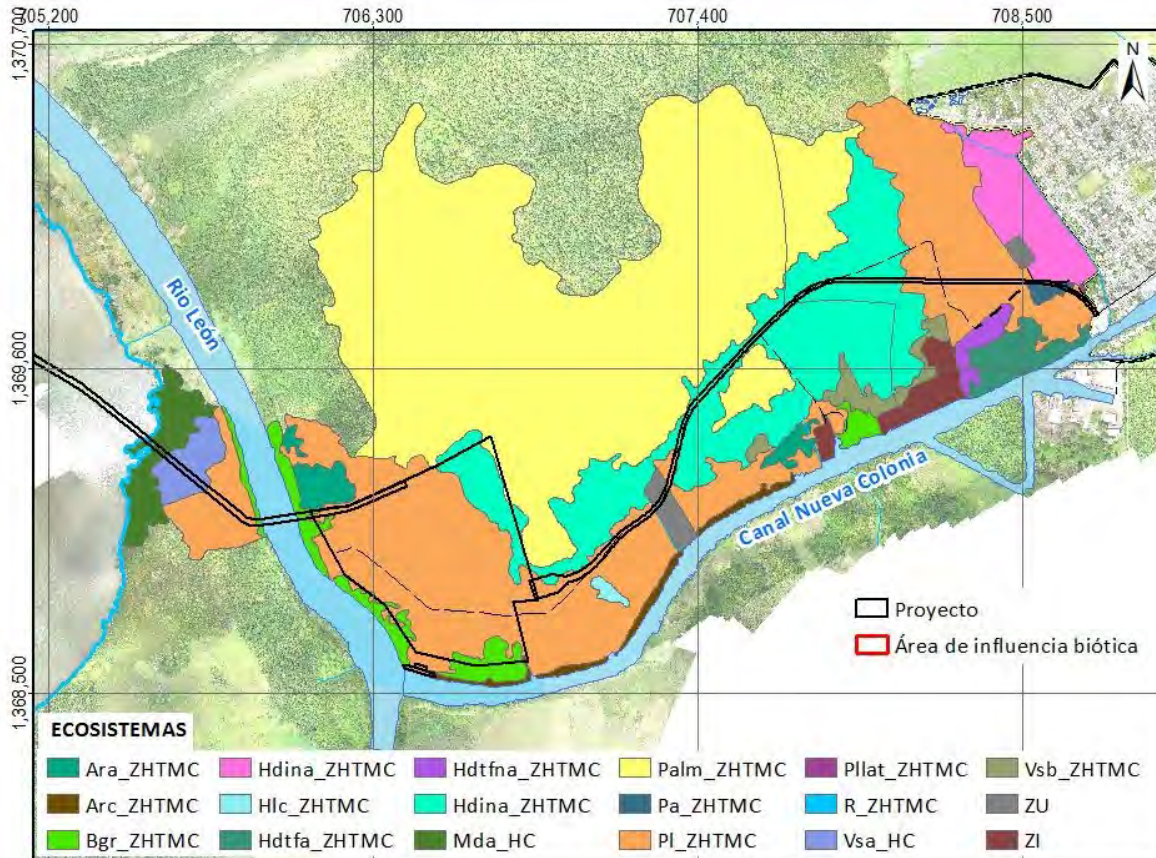 705,200 706,300 707,400 708,500
1,370,700
N
Rio León
1,369,600
Canal Nueva Colonia
Proyecto
Área de influencia biótica
1,368,500
ECOSISTEMAS
Ara_ZHTMC Hdina_ZHTMC Hdtfna_ZHTMC Palm_ZHTMC Pllat_ZHTMC Vsb_ZHTMC
Arc_ZHTMC Hlc_ZHTMC Hdina_ZHTMC Pa_ZHTMC R_ZHTMC ZU
Bgr_ZHTMC Hdtfa_ZHTMC Mda_HC Pl_ZHTMC Vsa_HC ZI